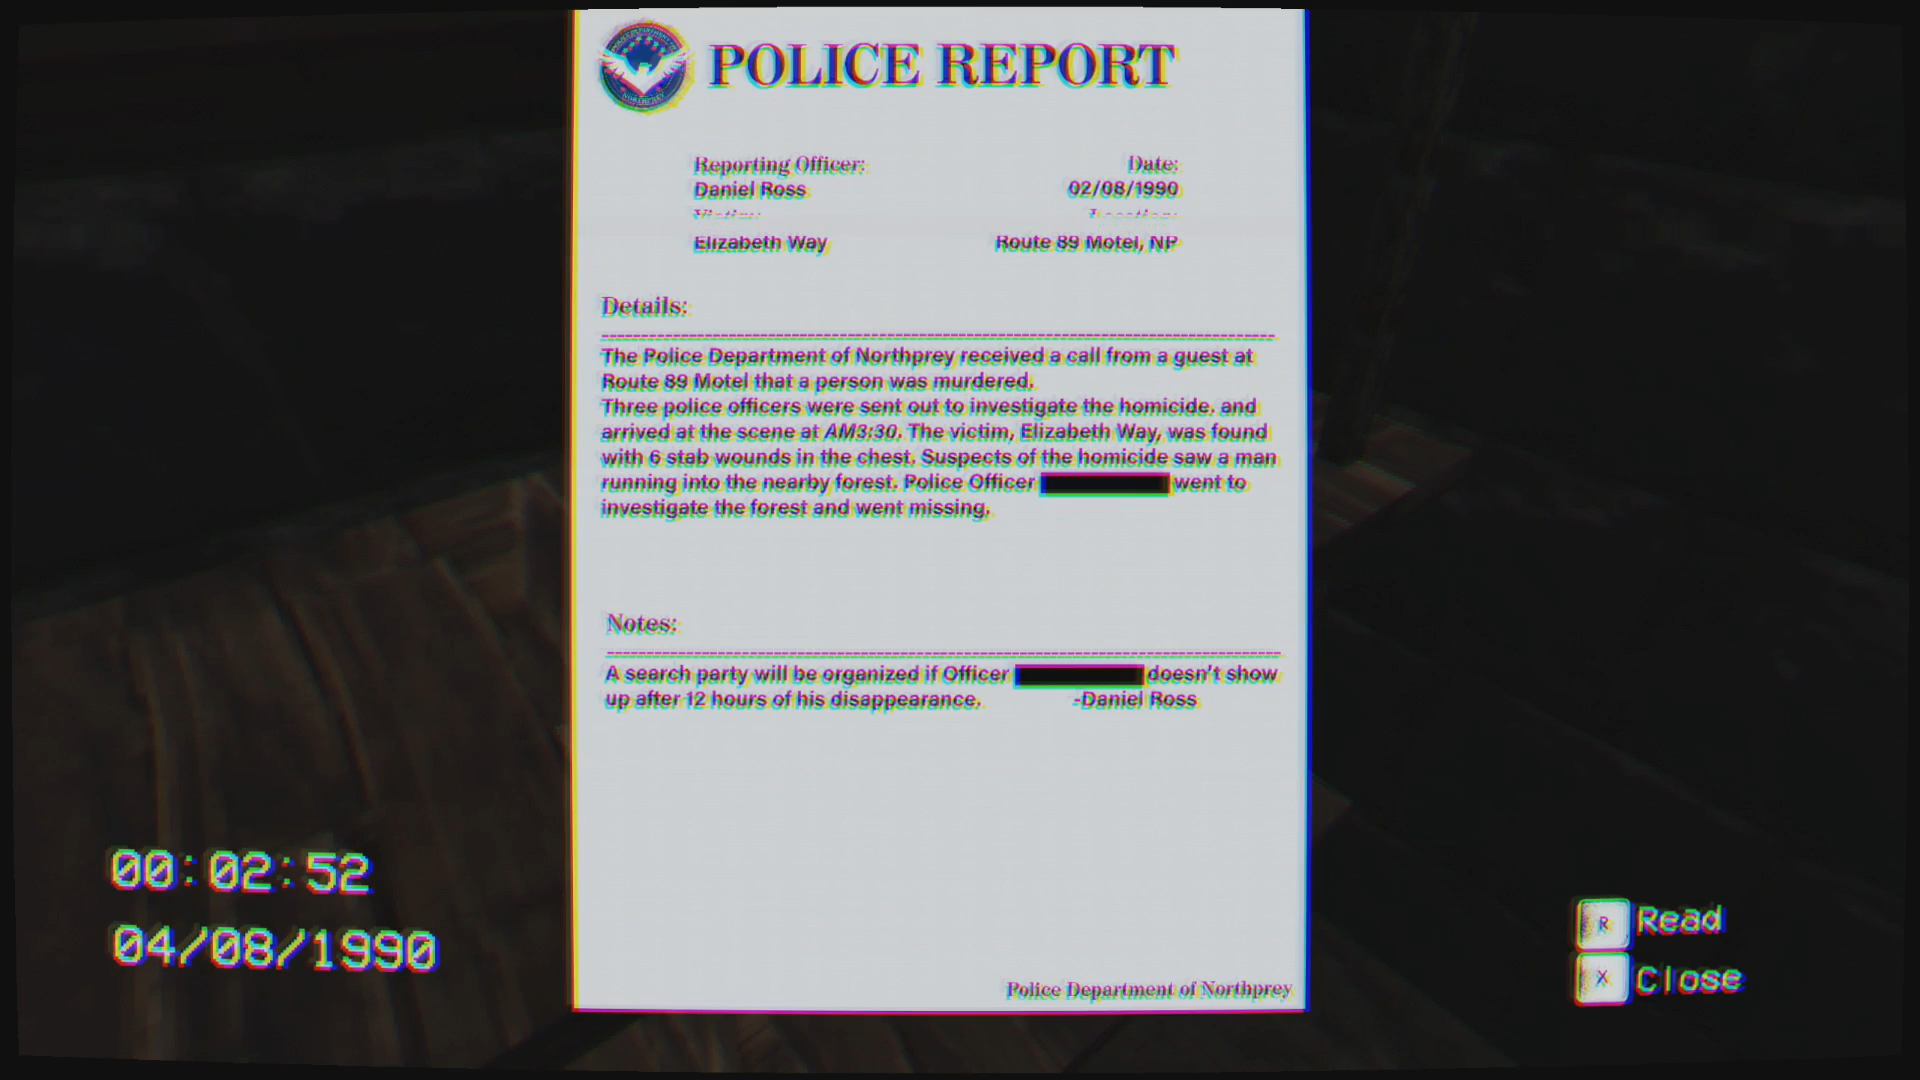 POLICE REPORT
Reporting Officer:
Date:
Daniel Ross
02/08/1990
Victim:
Location:
Elizabeth Way
Route 89 Motel, NP
Details:
The Police Department of Northprey received a call from a guest at
Route 89 Motel that a person was murdered.
Three police officers were sent out to investigate the homicide. and
arrived at the scene at AM3:30. The victim, Elizabeth Way, was found
with 6 stab wounds in the chest. Suspects of the homicide saw a man
running into the nearby forest. Police Officer went to
investigate the forest and went missing.
Notes:
A search party will be organized if Officer doesn't show
up after 12 hours of his disappearance. -Daniel Ross
Police Department of Northprey
00:02:52
04/08/1990
R Read
X Close